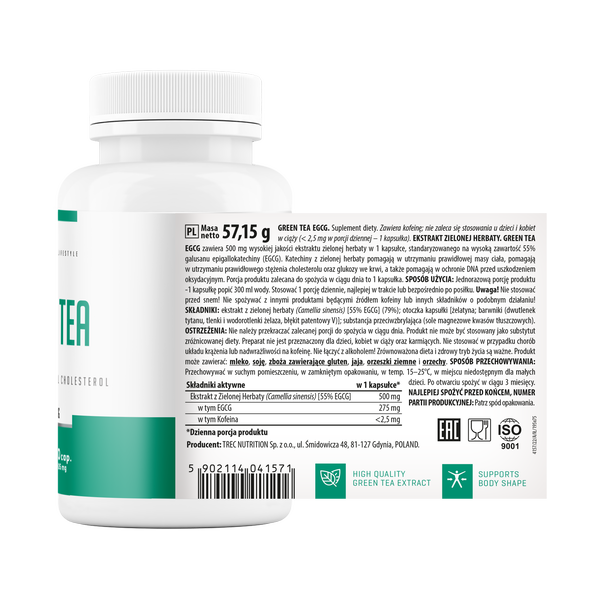 LIFESTYLE
TEA
CHOLESTEROL
cap.
PL Masa netto 57,15 g
GREEN TEA EGCG. Suplement diety. Zawiera kofeinę; nie zaleca się stosowania u dzieci i kobiet
w ciąży (< 2,5 mg w porcji dziennej – 1 kapsułka). EKSTRAKT ZIELONEJ HERBATY. GREEN TEA
EGCG zawiera 500 mg wysokiej jakości ekstraktu zielonej herbaty w 1 kapsułce, standaryzowanego na wysoką zawartość 55%
galusanu epigallokatechiny (EGCG). Katechiny z zielonej herbaty pomagają w utrzymaniu prawidłowej masy ciała, pomagają
w utrzymaniu prawidłowego stężenia cholesterolu oraz glukozy we krwi, a także pomagają w ochronie DNA przed uszkodzeniem
oksydacyjnym. Porcja produktu zalecana do spożycia w ciągu dnia to 1 kapsułka. SPOSÓB UŻYCIA: Jednorazową porcję produktu
–1 kapsułkę popić 300 ml wody. Stosować 1 porcję dziennie, najlepiej w trakcie lub bezpośrednio po posiłku. Uwaga! Nie stosować
przed snem! Nie spożywać z innymi produktami będącymi źródłem kofeiny lub innych składników o podobnym działaniu!
SKŁADNIKI: ekstrakt z zielonej herbaty (Camellia sinensis) [55% EGCG] (79%); otoczka kapsułki [żelatyna; barwniki (dwutlenek
tytanu, tlenki i wodorotlenki żelaza, błękit patentowy V)]; substancja przeciwzbrylająca (sole magnezowe kwasów tłuszczowych).
OSTRZEŻENIA: Nie należy przekraczać zalecanej porcji do spożycia w ciągu dnia. Produkt nie może być stosowany jako substytut
zróżnicowanej diety. Preparat nie jest przeznaczony dla dzieci, kobiet w ciąży oraz karmiących. Nie stosować w przypadku chorób
układu krążenia lub nadwrażliwości na kofeinę. Nie łączyć z alkoholem! Zrównoważona dieta i zdrowy tryb życia są ważne. Produkt
może zawierać: mleko, soję, zboża zawierające gluten, jaja, orzeszki ziemne i orzechy. SPOSÓB PRZECHOWYWANIA:
Przechowywać w suchym pomieszczeniu, w zamkniętym opakowaniu, w temp. 15–25°C, w miejscu niedostępnym dla małych
dzieci. Po otwarciu spożyć w ciągu 3 miesięcy.
NAJLEPIEJ SPOŻYĆ PRZED KOŃCEM, NUMER
PARTII PRODUKCYJNEJ: Patrz spód opakowania.
Składniki aktywne w 1 kapsułce*
Ekstrakt z Zielonej Herbaty (Camellia sinensis) [55% EGCG] 500 mg
w tym EGCG 275 mg
w tym Kofeina <2,5 mg
*Dzienna porcja produktu
Producent: TREC NUTRITION Sp. z o.o., ul. Śmidowicza 48, 81-127 Gdynia, POLAND.
EAC
ISO
9001
5 902114 041571
HIGH QUALITY
GREEN TEA EXTRACT
SUPPORTS
BODY SHAPE